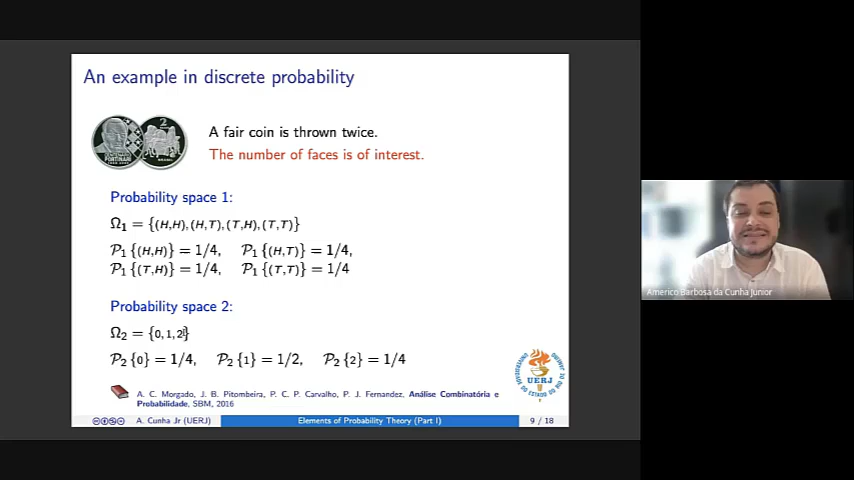 An example in discrete probability
A fair coin is thrown twice.
The number of faces is of interest.
PORTINARI
2
BRASIL
Probability space 1:
Ω₁ = {(H,H),(H,T),(T,H),(T,T)}
𝒫₁ {(H,H)} = 1/4, 𝒫₁ {(H,T)} = 1/4,
𝒫₁ {(T,H)} = 1/4, 𝒫₁ {(T,T)} = 1/4
Probability space 2:
Ω₂ = {0,1,2}
𝒫₂ {0} = 1/4, 𝒫₂ {1} = 1/2, 𝒫₂ {2} = 1/4
UERJ
A. C. Morgado, J. B. Pitombeira, P. C. P. Carvalho, P. J. Fernandez, Análise Combinatória e
Probabilidade, SBM, 2016
A. Cunha Jr (UERJ) Elements of Probability Theory (Part I) 9 / 18
Americo Barbosa da Cunha Junior